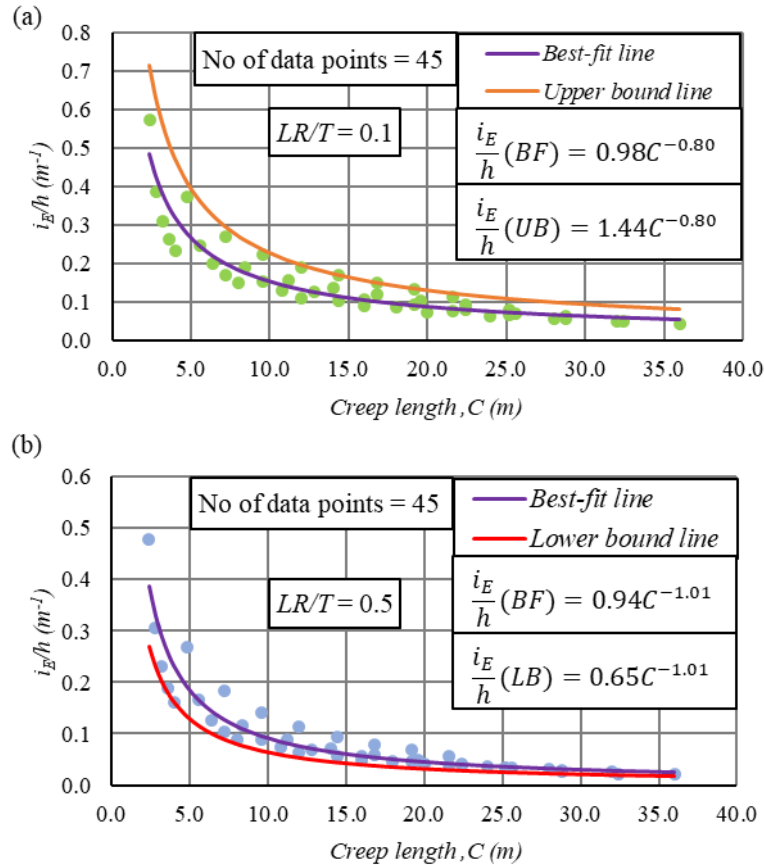 (a)
0.8
0.7
0.6
0.5
0.4
0.3
0.2
0.1
0.0
i_E/h (m⁻¹)
No of data points = 45
LR/T = 0.1
Best-fit line
Upper bound line
i_E/h (BF) = 0.98C^−0.80
i_E/h (UB) = 1.44C^−0.80
0.0 5.0 10.0 15.0 20.0 25.0 30.0 35.0 40.0
Creep length, C (m)
(b)
0.6
0.5
0.4
0.3
0.2
0.1
0.0
i_E/h (m⁻¹)
No of data points = 45
LR/T = 0.5
Best-fit line
Lower bound line
i_E/h (BF) = 0.94C^−1.01
i_E/h (LB) = 0.65C^−1.01
0.0 5.0 10.0 15.0 20.0 25.0 30.0 35.0 40.0
Creep length, C (m)